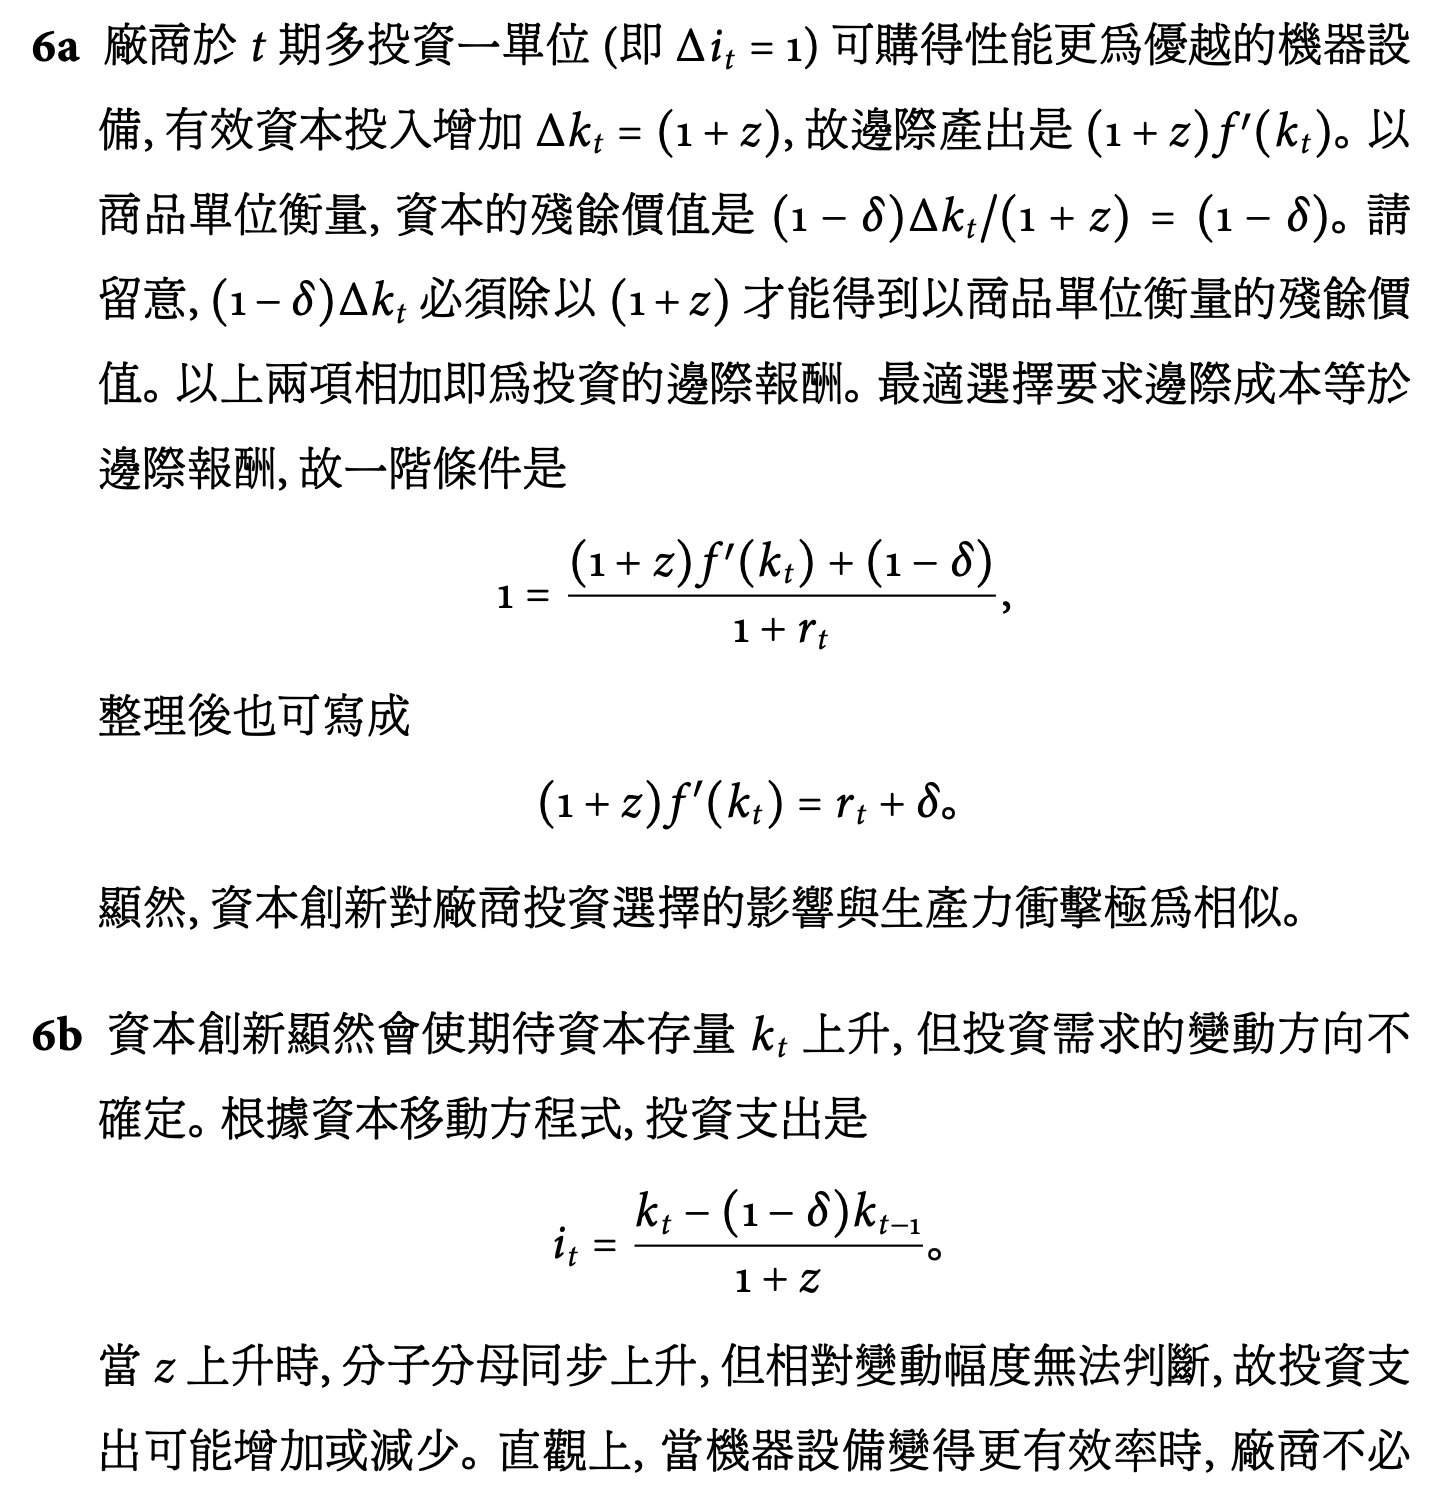 6a 廠商於 t 期多投資一單位 (即 Δi_t = 1) 可購得性能更爲優越的機器設
備, 有效資本投入增加 Δk_t = (1 + z), 故邊際產出是 (1 + z)f′(k_t)。以
商品單位衡量, 資本的殘餘價值是 (1 − δ)Δk_t/(1 + z) = (1 − δ)。請
留意, (1 − δ)Δk_t 必須除以 (1 + z) 才能得到以商品單位衡量的殘餘價
值。以上兩項相加即爲投資的邊際報酬。最適選擇要求邊際成本等於
邊際報酬, 故一階條件是
1 = \frac{(1 + z)f′(k_t) + (1 − δ)}{1 + r_t},
整理後也可寫成
(1 + z)f′(k_t) = r_t + δ。
顯然, 資本創新對廠商投資選擇的影響與生產力衝擊極爲相似。
6b 資本創新顯然會使期待資本存量 k_t 上升, 但投資需求的變動方向不
確定。根據資本移動方程式, 投資支出是
i_t = \frac{k_t − (1 − δ)k_{t−1}}{1 + z}。
當 z 上升時, 分子分母同步上升, 但相對變動幅度無法判斷, 故投資支
出可能增加或減少。直觀上, 當機器設備變得更有效率時, 廠商不必